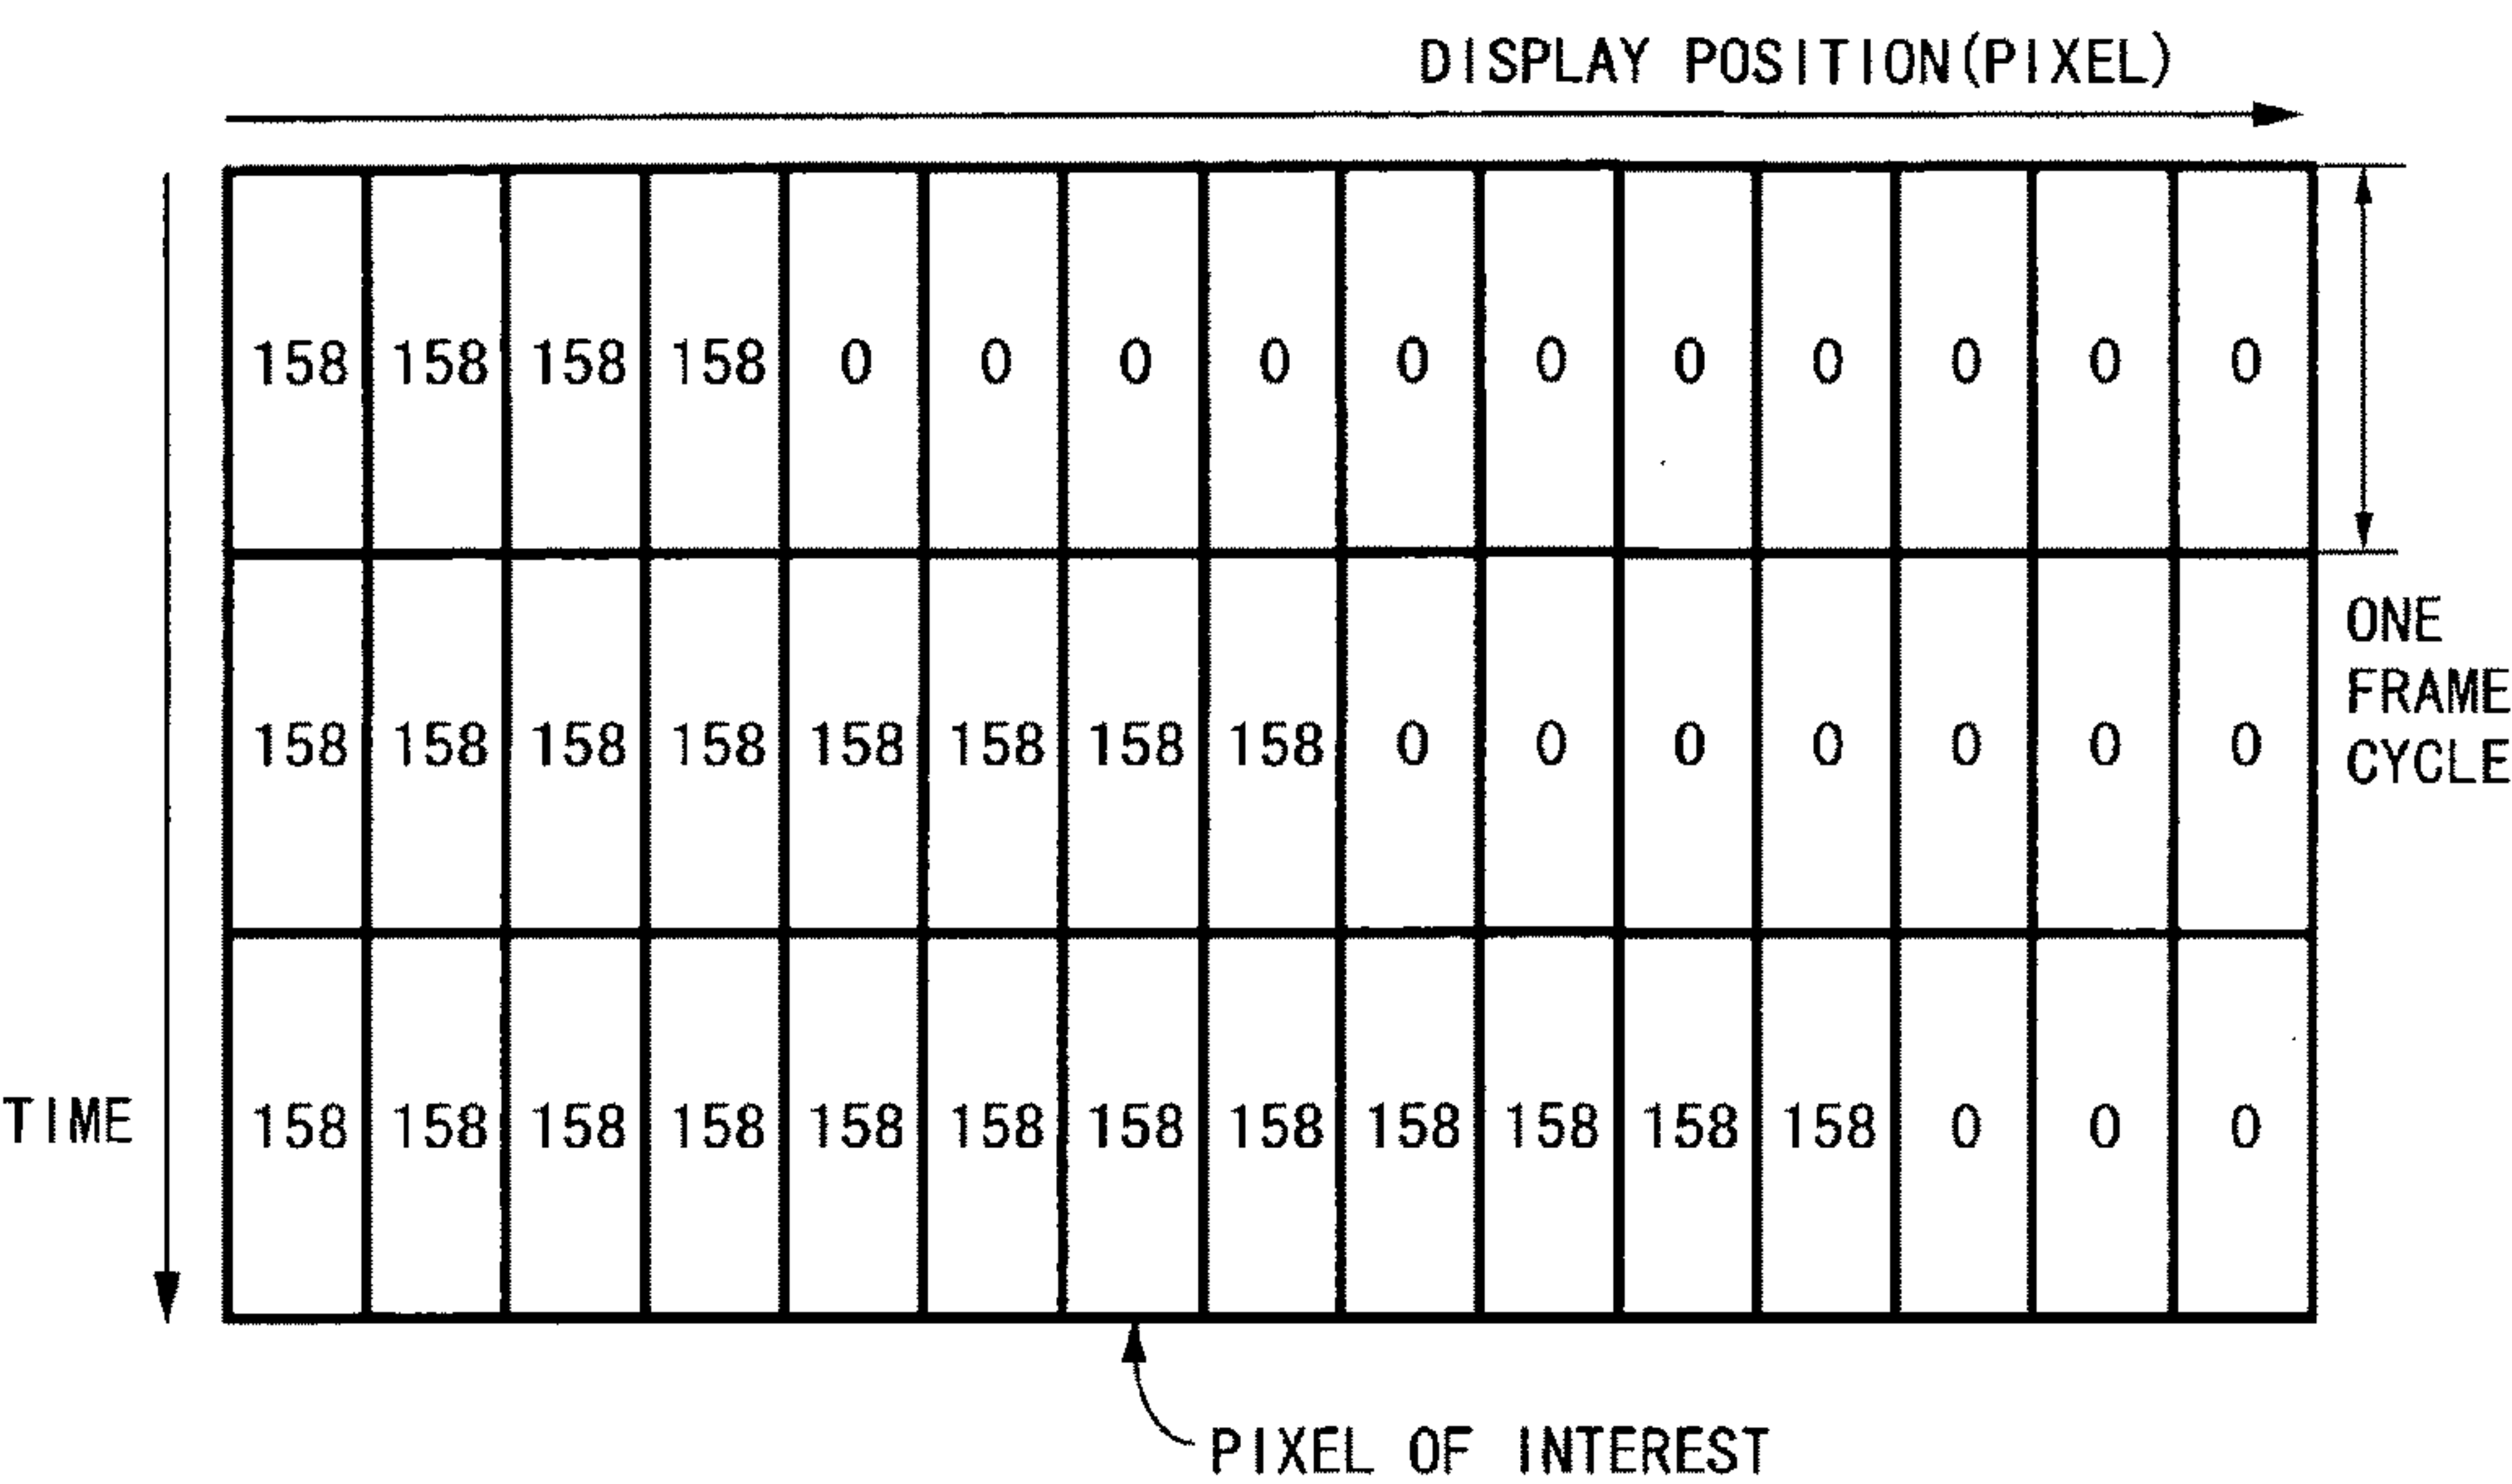 DISPLAY POSITION(PIXEL)
158 158 158 158 0 0 0 0 0 0 0 0 0 0 0
158 158 158 158 158 158 158 158 0 0 0 0 0 0 0
ONE
FRAME
CYCLE
158 158 158 158 158 158 158 158 158 158 158 158 0 0 0
TIME
PIXEL OF INTEREST